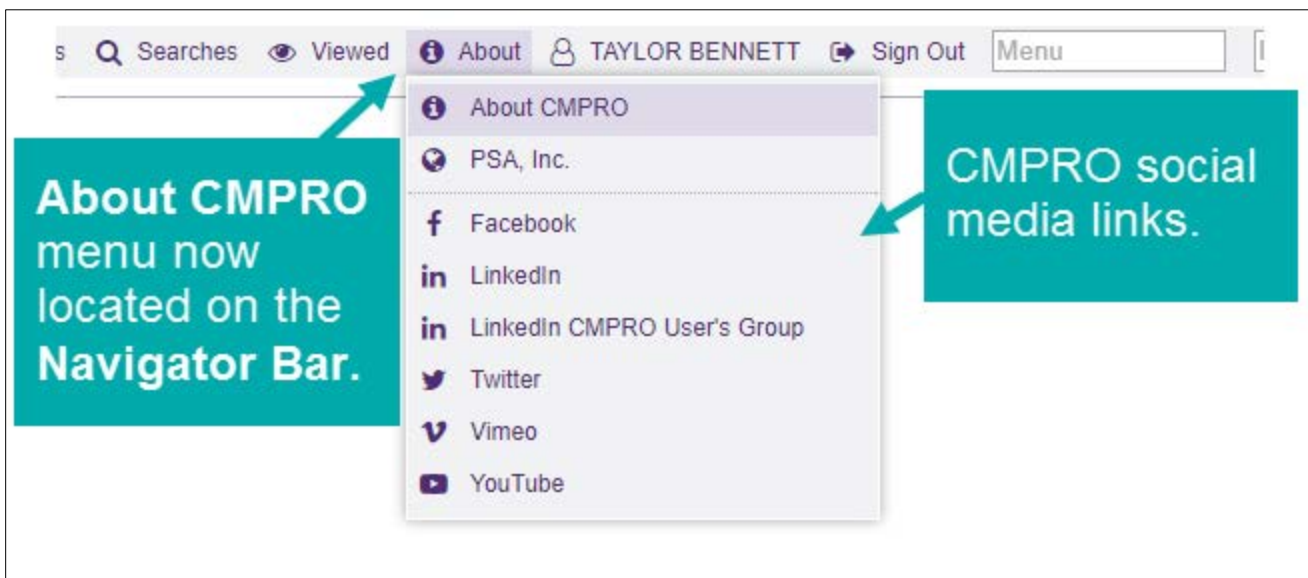 s Searches Viewed About TAYLOR BENNETT Sign Out Menu
About CMPRO
PSA, Inc.
Facebook
LinkedIn
LinkedIn CMPRO User's Group
Twitter
Vimeo
YouTube
About CMPRO
menu now
located on the
Navigator Bar.
CMPRO social
media links.